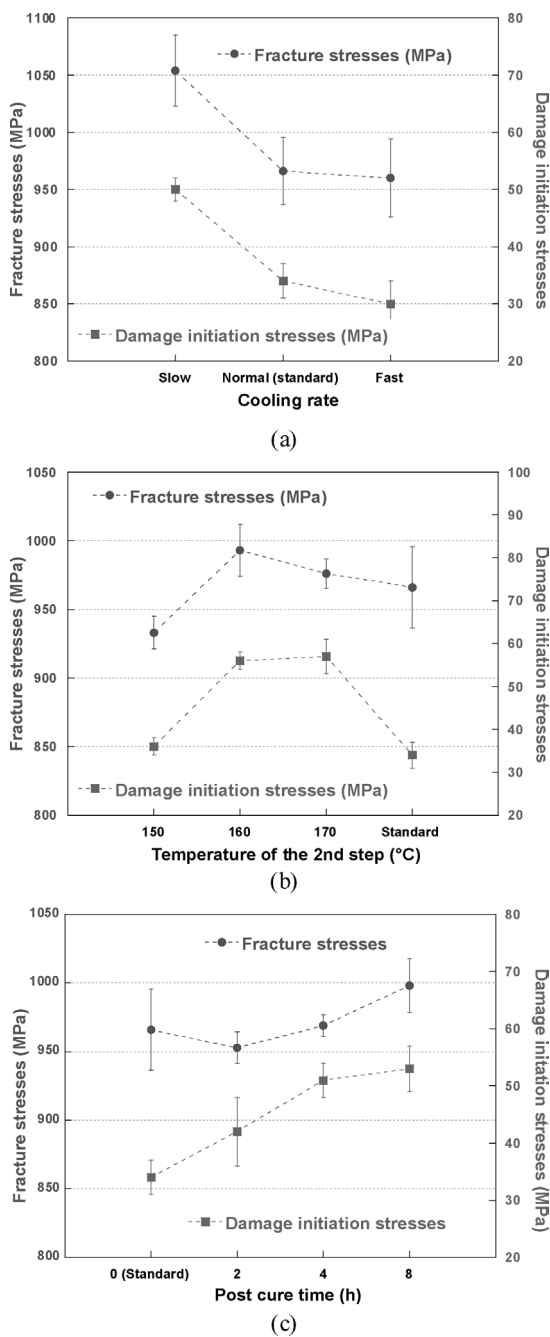 1100
1050
1000
950
900
850
800
Fracture stresses (MPa)
80
70
60
50
40
30
20
Damage initiation stresses
Fracture stresses (MPa)
Damage initiation stresses (MPa)
Slow
Normal (standard)
Fast
Cooling rate
(a)
1050
1000
950
900
850
800
Fracture stresses (MPa)
100
90
80
70
60
50
40
30
20
Damage initiation stresses
Fracture stresses (MPa)
Damage initiation stresses (MPa)
150
160
170
Standard
Temperature of the 2nd step (°C)
(b)
1050
1000
950
900
850
800
Fracture stresses (MPa)
80
70
60
50
40
30
20
Damage initation stresses (MPa)
Fracture stresses
Damage initiation stresses
0 (Standard)
2
4
8
Post cure time (h)
(c)